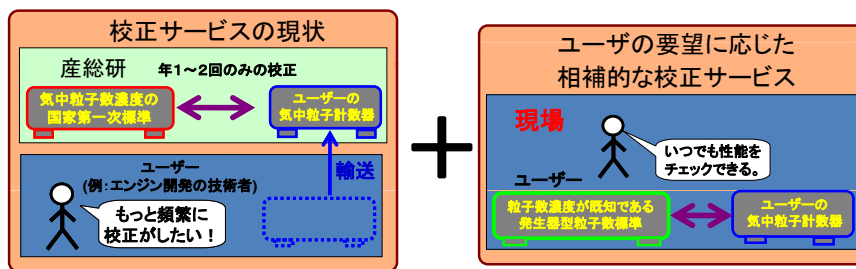 校正サービスの現状
産総研 年1～2回のみの校正
気中粒子数濃度の
国家第一次標準
ユーザーの
気中粒子計数器
輸送
ユーザー
(例：エンジン開発の技術者)
もっと頻繁に
校正がしたい！
＋
ユーザの要望に応じた
相補的な校正サービス
現場
いつでも性能を
チェックできる。
ユーザー
粒子数濃度が既知である
発生器型粒子数標準
ユーザーの
気中粒子計数器